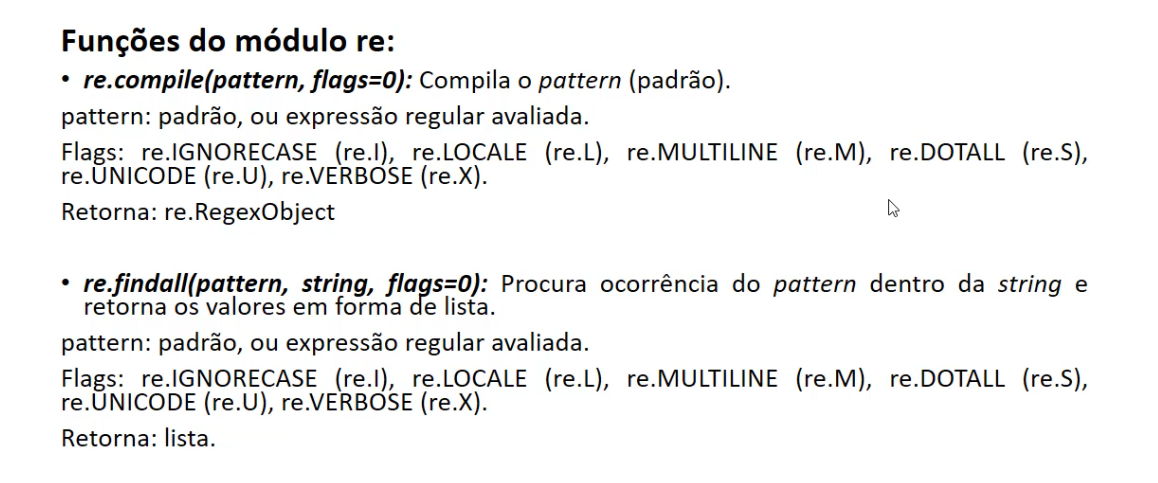 Funções do módulo re:
• re.compile(pattern, flags=0): Compila o pattern (padrão).
pattern: padrão, ou expressão regular avaliada.
Flags: re.IGNORECASE (re.I), re.LOCALE (re.L), re.MULTILINE (re.M), re.DOTALL (re.S),
re.UNICODE (re.U), re.VERBOSE (re.X).
Retorna: re.RegexObject
• re.findall(pattern, string, flags=0): Procura ocorrência do pattern dentro da string e
retorna os valores em forma de lista.
pattern: padrão, ou expressão regular avaliada.
Flags: re.IGNORECASE (re.I), re.LOCALE (re.L), re.MULTILINE (re.M), re.DOTALL (re.S),
re.UNICODE (re.U), re.VERBOSE (re.X).
Retorna: lista.